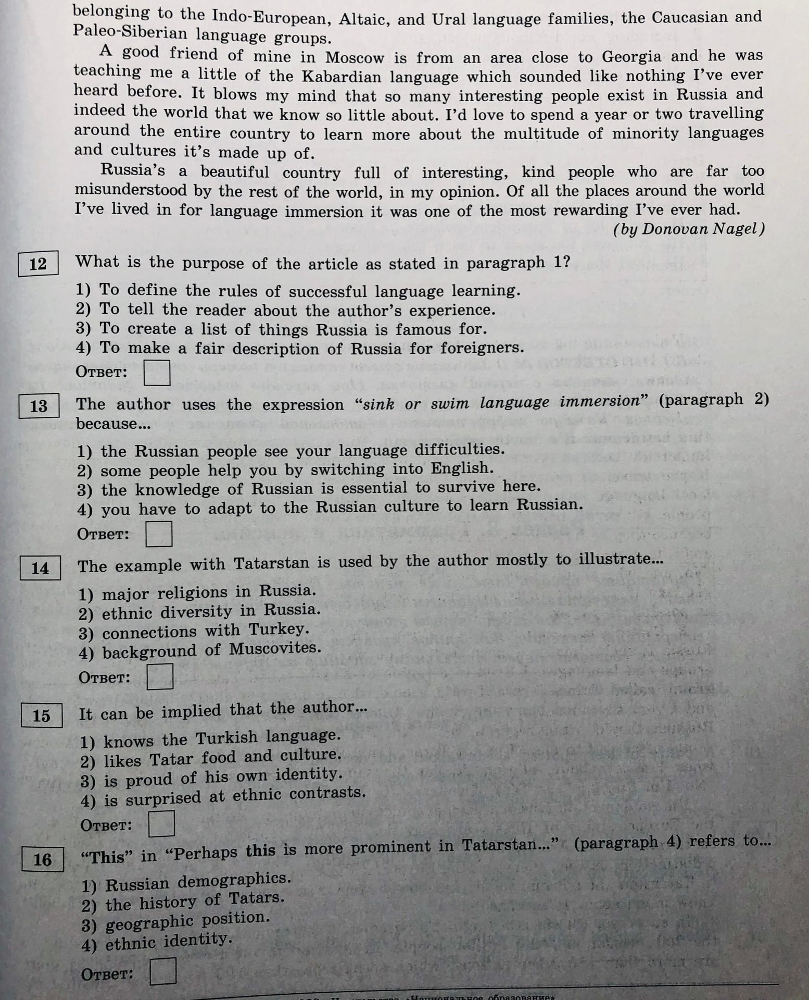 belonging to the Indo-European, Altaic, and Ural language families, the Caucasian and
Paleo-Siberian language groups.
A good friend of mine in Moscow is from an area close to Georgia and he was
teaching me a little of the Kabardian language which sounded like nothing I've ever
heard before. It blows my mind that so many interesting people exist in Russia and
indeed the world that we know so little about. I'd love to spend a year or two travelling
around the entire country to learn more about the multitude of minority languages
and cultures it's made up of.
Russia's a beautiful country full of interesting, kind people who are far too
misunderstood by the rest of the world, in my opinion. Of all the places around the world
I've lived in for language immersion it was one of the most rewarding I've ever had.
(by Donovan Nagel)
12 What is the purpose of the article as stated in paragraph 1?
1) To define the rules of successful language learning.
2) To tell the reader about the author's experience.
3) To create a list of things Russia is famous for.
4) To make a fair description of Russia for foreigners.
Ответ:
13 The author uses the expression “sink or swim language immersion” (paragraph 2)
because...
1) the Russian people see your language difficulties.
2) some people help you by switching into English.
3) the knowledge of Russian is essential to survive here.
4) you have to adapt to the Russian culture to learn Russian.
Ответ:
14 The example with Tatarstan is used by the author mostly to illustrate...
1) major religions in Russia.
2) ethnic diversity in Russia.
3) connections with Turkey.
4) background of Muscovites.
Ответ:
15 It can be implied that the author...
1) knows the Turkish language.
2) likes Tatar food and culture.
3) is proud of his own identity.
4) is surprised at ethnic contrasts.
Ответ:
16 “This” in “Perhaps this is more prominent in Tatarstan...” (paragraph 4) refers to...
1) Russian demographics.
2) the history of Tatars.
3) geographic position.
4) ethnic identity.
Ответ:
«Национальное образование»